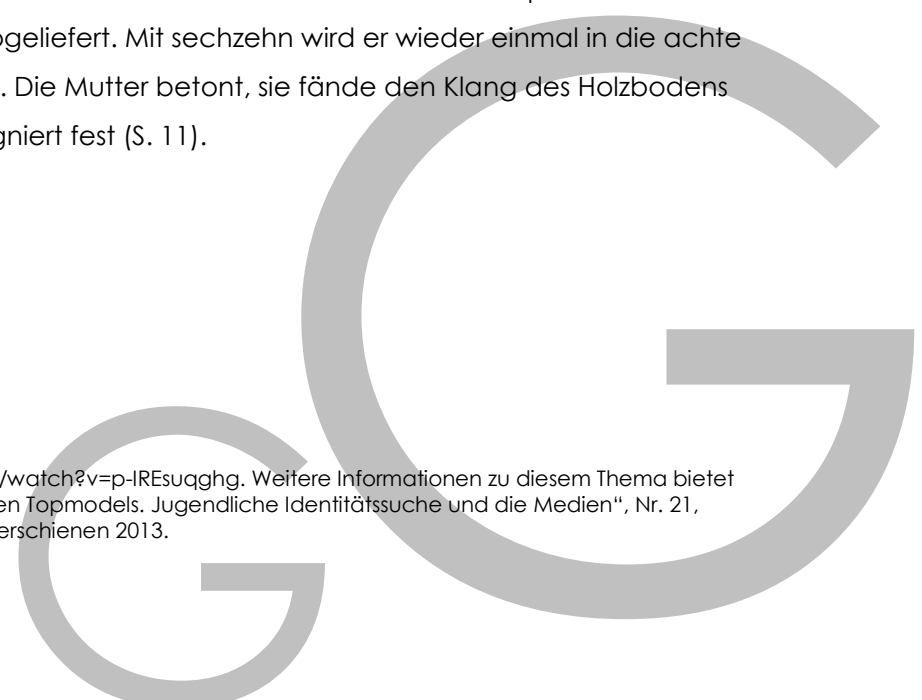 geliefert. Mit sechzehn wird er wieder einmal in die achte
. Die Mutter betont, sie fände den Klang des Holzbodens
gniert fest (S. 11).
/watch?v=p-IREsuqghg. Weitere Informationen zu diesem Thema bietet
en Topmodels. Jugendliche Identitätssuche und die Medien“, Nr. 21,
erschienen 2013.
G
G